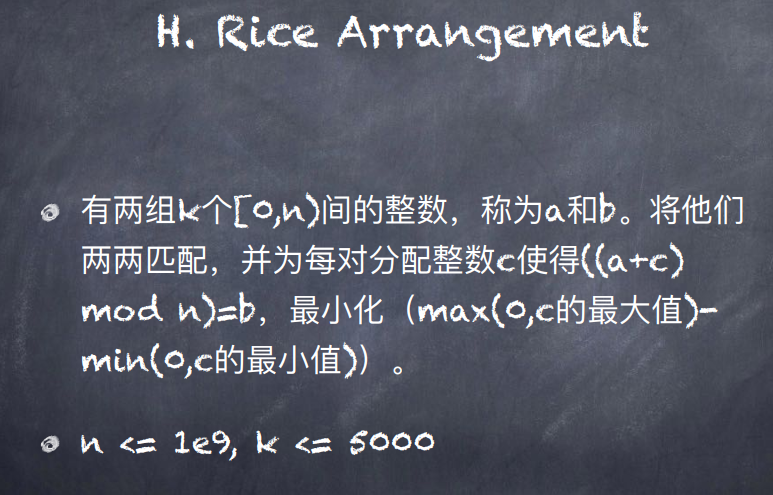 H. Rice Arrangement
有两组k个[0,n)间的整数，称为a和b。将他们
两两匹配，并为每对分配整数c使得((a+c)
mod n)=b，最小化（max(0,c的最大值)-
min(0,c的最小值)）。
n <= 1e9, k <= 5000